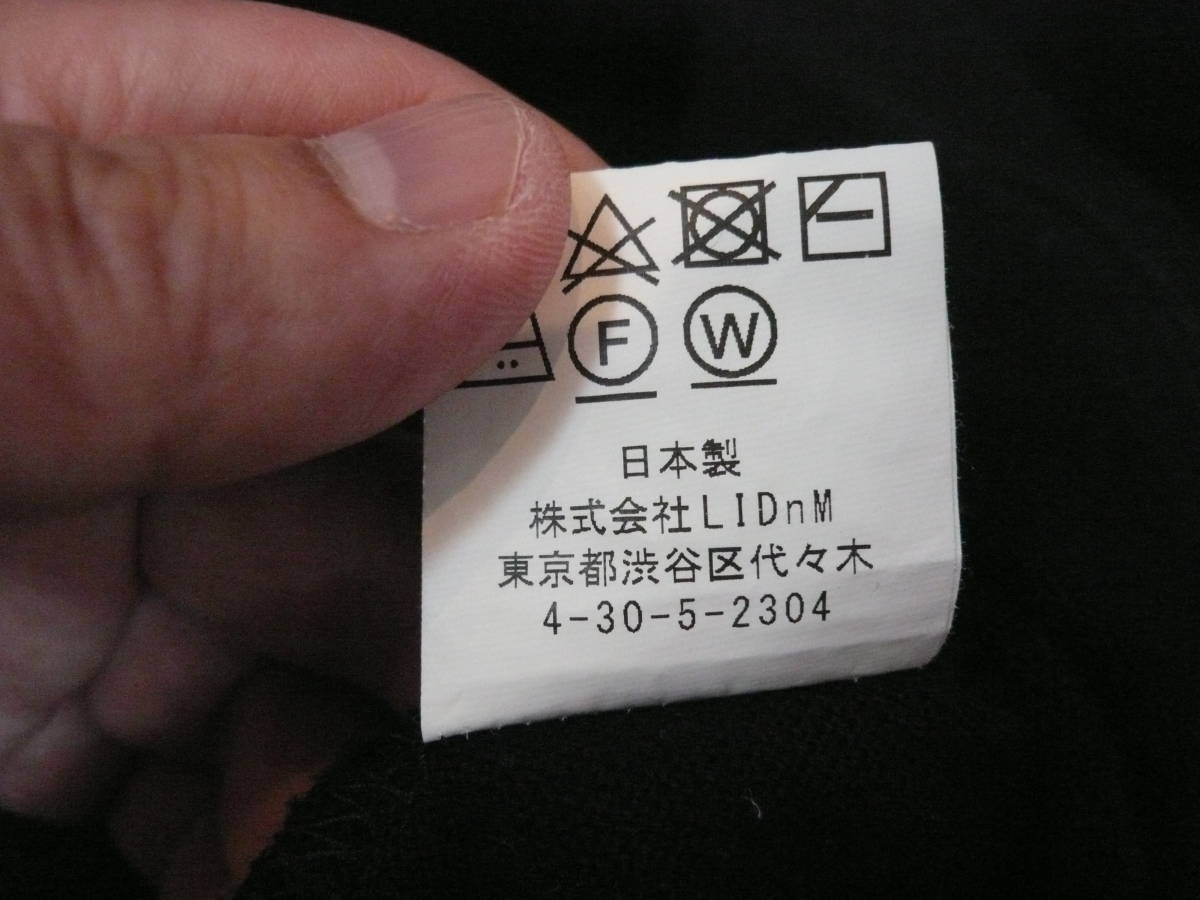 F W
日本製
株式会社LIDnM
東京都渋谷区代々木
4-30-5-2304